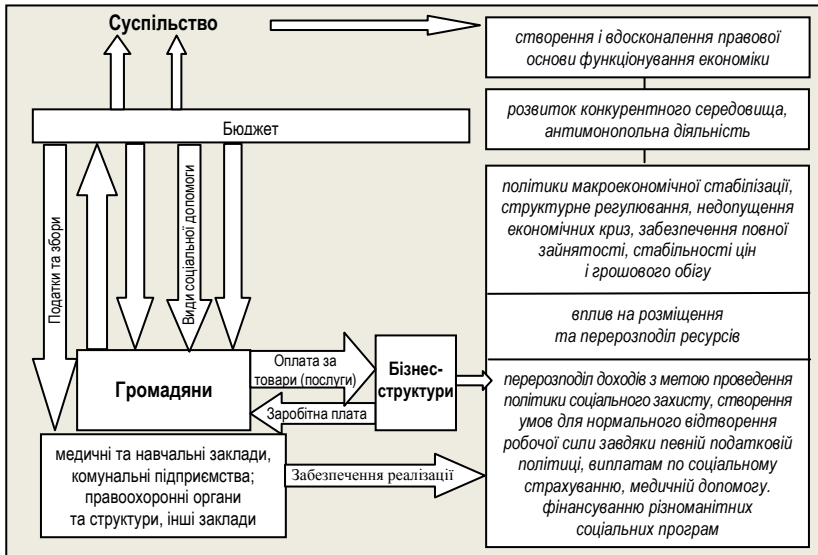 Суспільство
створення і вдосконалення правової
основи функціонування економіки
розвиток конкурентного середовища,
антимонопольна діяльність
Бюджет
політики макроекономічної стабілізації,
структурне регулювання, недопущення
економічних криз, забезпечення повної
зайнятості, стабільності цін
і грошового обігу
Податки та збори
Види соціальної допомоги
вплив на розміщення
та перерозподіл ресурсів
Громадяни
Оплата за
товари (послуги)
Заробітна плата
Бізнес-
структури
перерозподіл доходів з метою проведення
політики соціального захисту, створення
умов для нормального відтворення
робочої сили завдяки певній податковій
політиці, виплатам по соціальному
страхуванню, медичній допомогу.
фінансуванню різноманітних
соціальних програм
медичні та навчальні заклади,
комунальні підприємства;
правоохоронні органи
та структури, інші заклади
Забезпечення реалізації